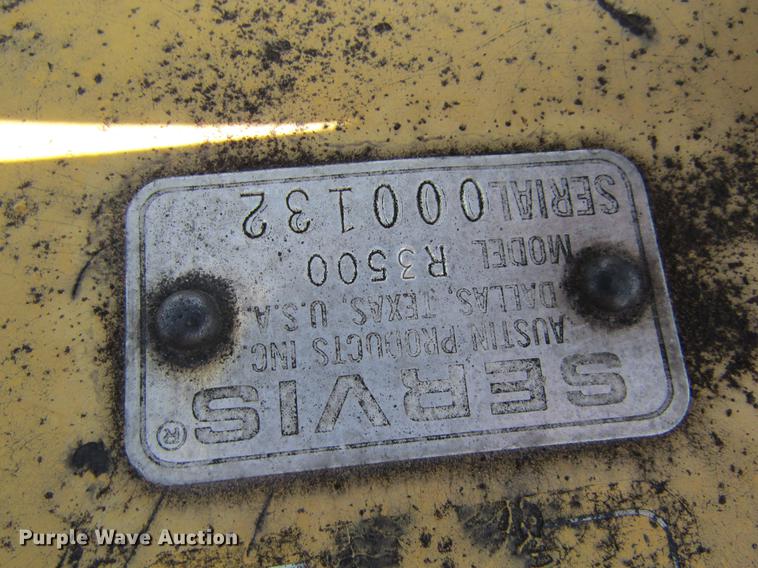 SERVIS®
AUSTIN PRODUCTS INC.
DALLAS, TEXAS, U.S.A.
MODEL R3500
SERIAL 000132
Purple Wave Auction